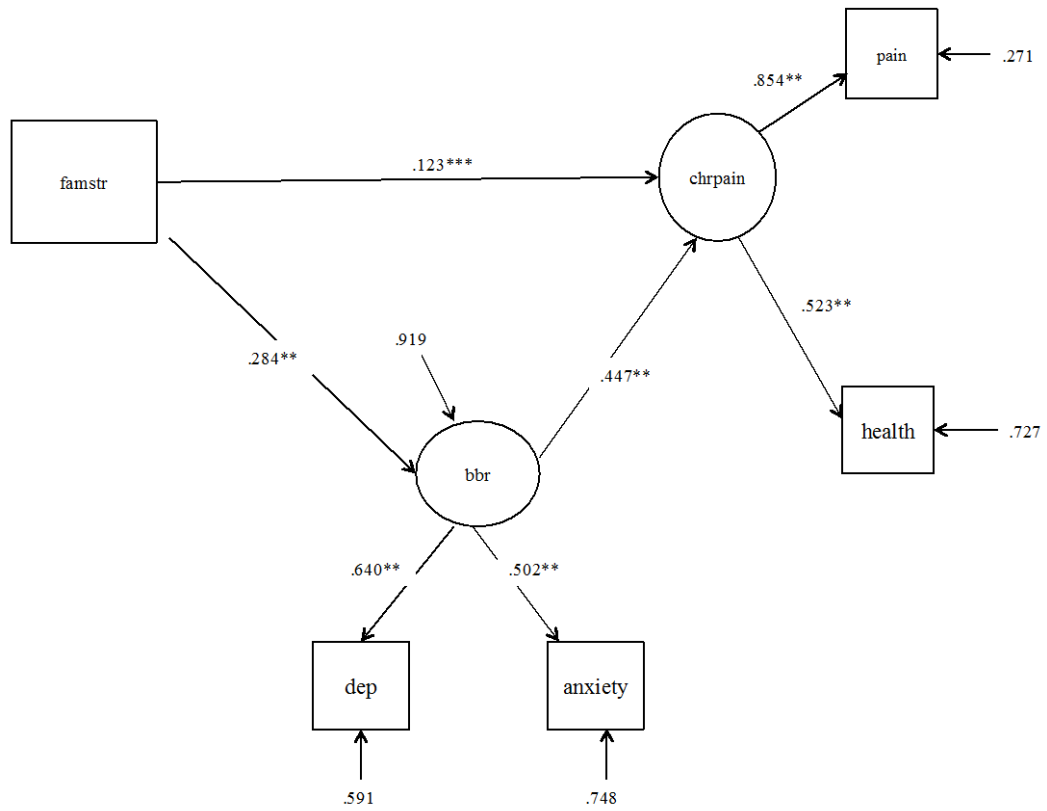 pain
.271
.854**
famstr
.123***
chrpain
.523**
.284**
.919
.447**
health
.727
bbr
.640**
.502**
dep
anxiety
.591
.748